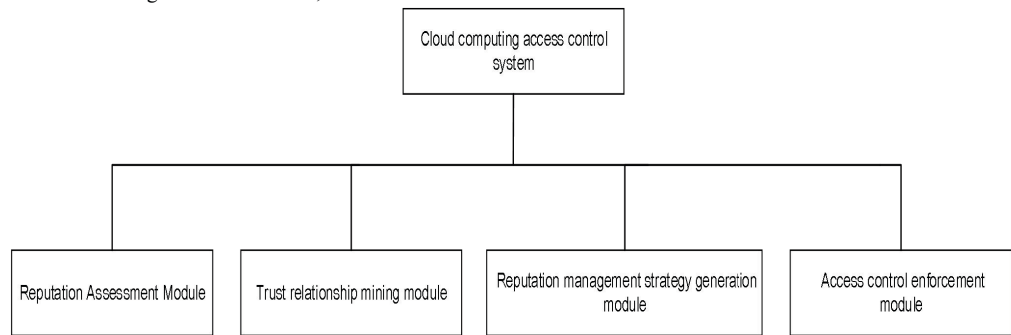 Cloud computing access control
system
Reputation Assessment Module
Trust relationship mining module
Reputation management strategy generation
module
Access control enforcement
module